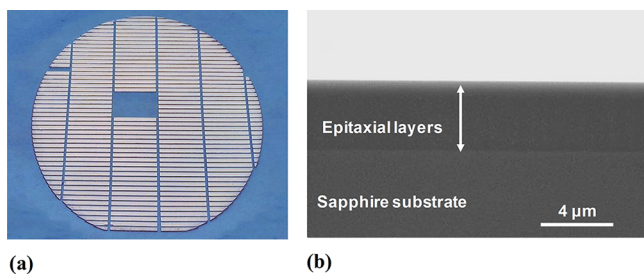 Epitaxial layers
Sapphire substrate
4 μm
(a)
(b)